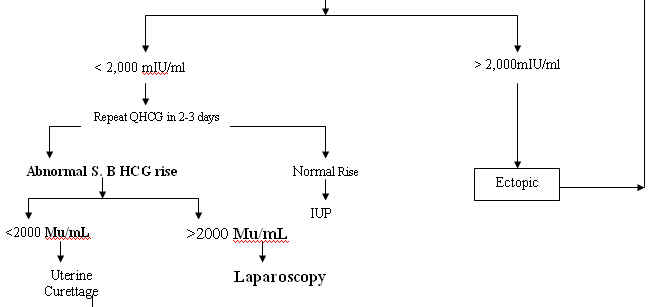 < 2,000 mIU/ml
> 2,000mIU/ml
Repeat QHCG in 2-3 days
Abnormal S. B HCG rise
Normal Rise
Ectopic
IUP
<2000 Mu/mL
>2000 Mu/mL
Uterine
Curettage
Laparoscopy